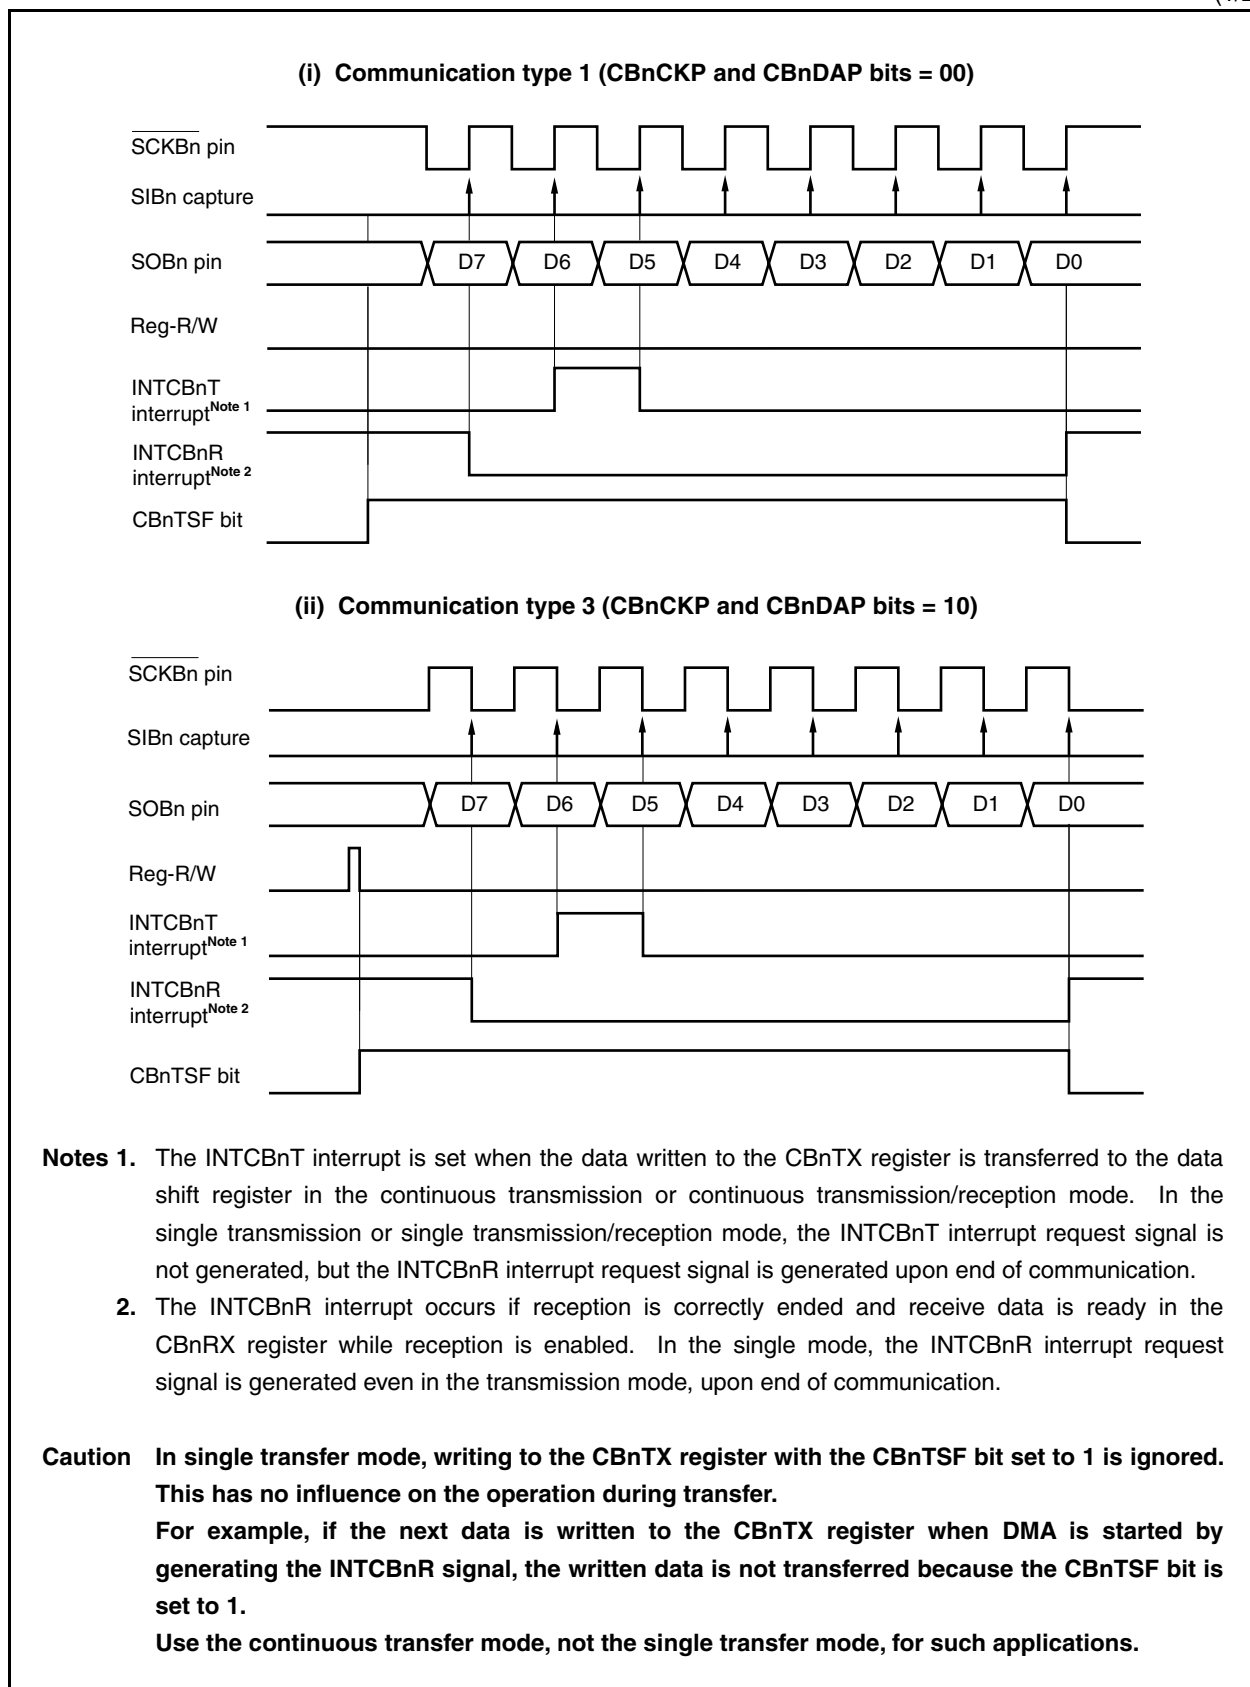 (i) Communication type 1 (CBnCKP and CBnDAP bits = 00)
SCKBn pin
SIBn capture
SOBn pin D7 D6 D5 D4 D3 D2 D1 D0
Reg-R/W
INTCBnT
interruptNote 1
INTCBnR
interruptNote 2
CBnTSF bit
(ii) Communication type 3 (CBnCKP and CBnDAP bits = 10)
SCKBn pin
SIBn capture
SOBn pin D7 D6 D5 D4 D3 D2 D1 D0
Reg-R/W
INTCBnT
interruptNote 1
INTCBnR
interruptNote 2
CBnTSF bit
Notes 1. The INTCBnT interrupt is set when the data written to the CBnTX register is transferred to the data
shift register in the continuous transmission or continuous transmission/reception mode. In the
single transmission or single transmission/reception mode, the INTCBnT interrupt request signal is
not generated, but the INTCBnR interrupt request signal is generated upon end of communication.
2. The INTCBnR interrupt occurs if reception is correctly ended and receive data is ready in the
CBnRX register while reception is enabled. In the single mode, the INTCBnR interrupt request
signal is generated even in the transmission mode, upon end of communication.
Caution In single transfer mode, writing to the CBnTX register with the CBnTSF bit set to 1 is ignored.
This has no influence on the operation during transfer.
For example, if the next data is written to the CBnTX register when DMA is started by
generating the INTCBnR signal, the written data is not transferred because the CBnTSF bit is
set to 1.
Use the continuous transfer mode, not the single transfer mode, for such applications.